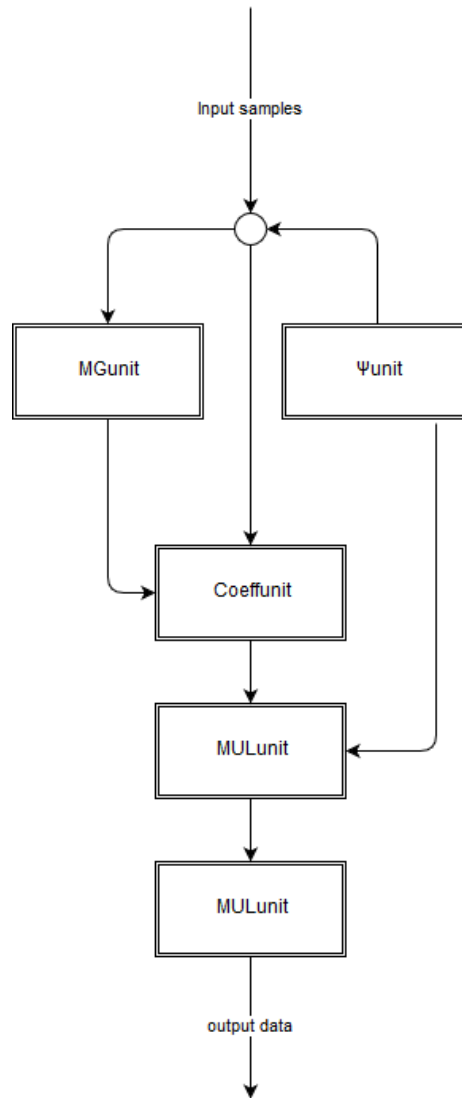 Input samples
MGunit
Ψunit
Coeffunit
MULunit
MULunit
output data